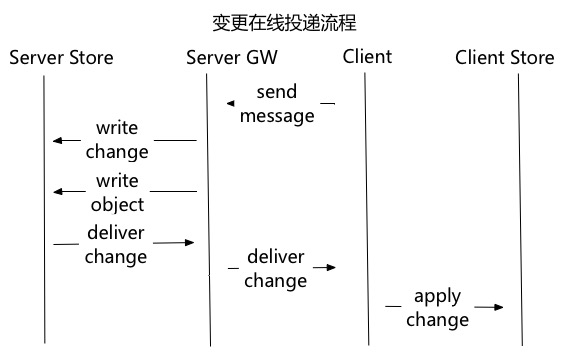 变更在线投递流程
Server Store Server GW Client Client Store
send
message
write
change
write
object
deliver
change
deliver
change
apply
change